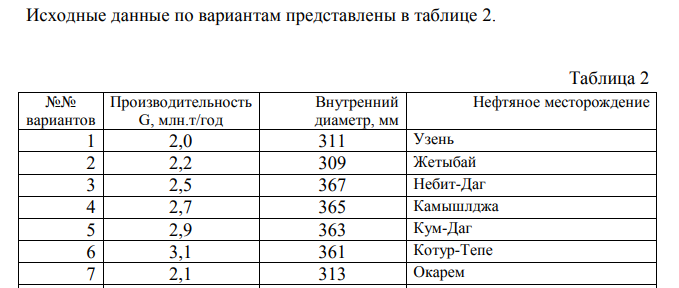 Исходные данные по вариантам представлены в таблице 2.
Таблица 2
№№ вариантов Производительность G, млн.т/год Внутренний диаметр, мм Нефтяное месторождение
1 2,0 311 Узень
2 2,2 309 Жетыбай
3 2,5 367 Небит-Даг
4 2,7 365 Камышлджа
5 2,9 363 Кум-Даг
6 3,1 361 Котур-Тепе
7 2,1 313 Окарем